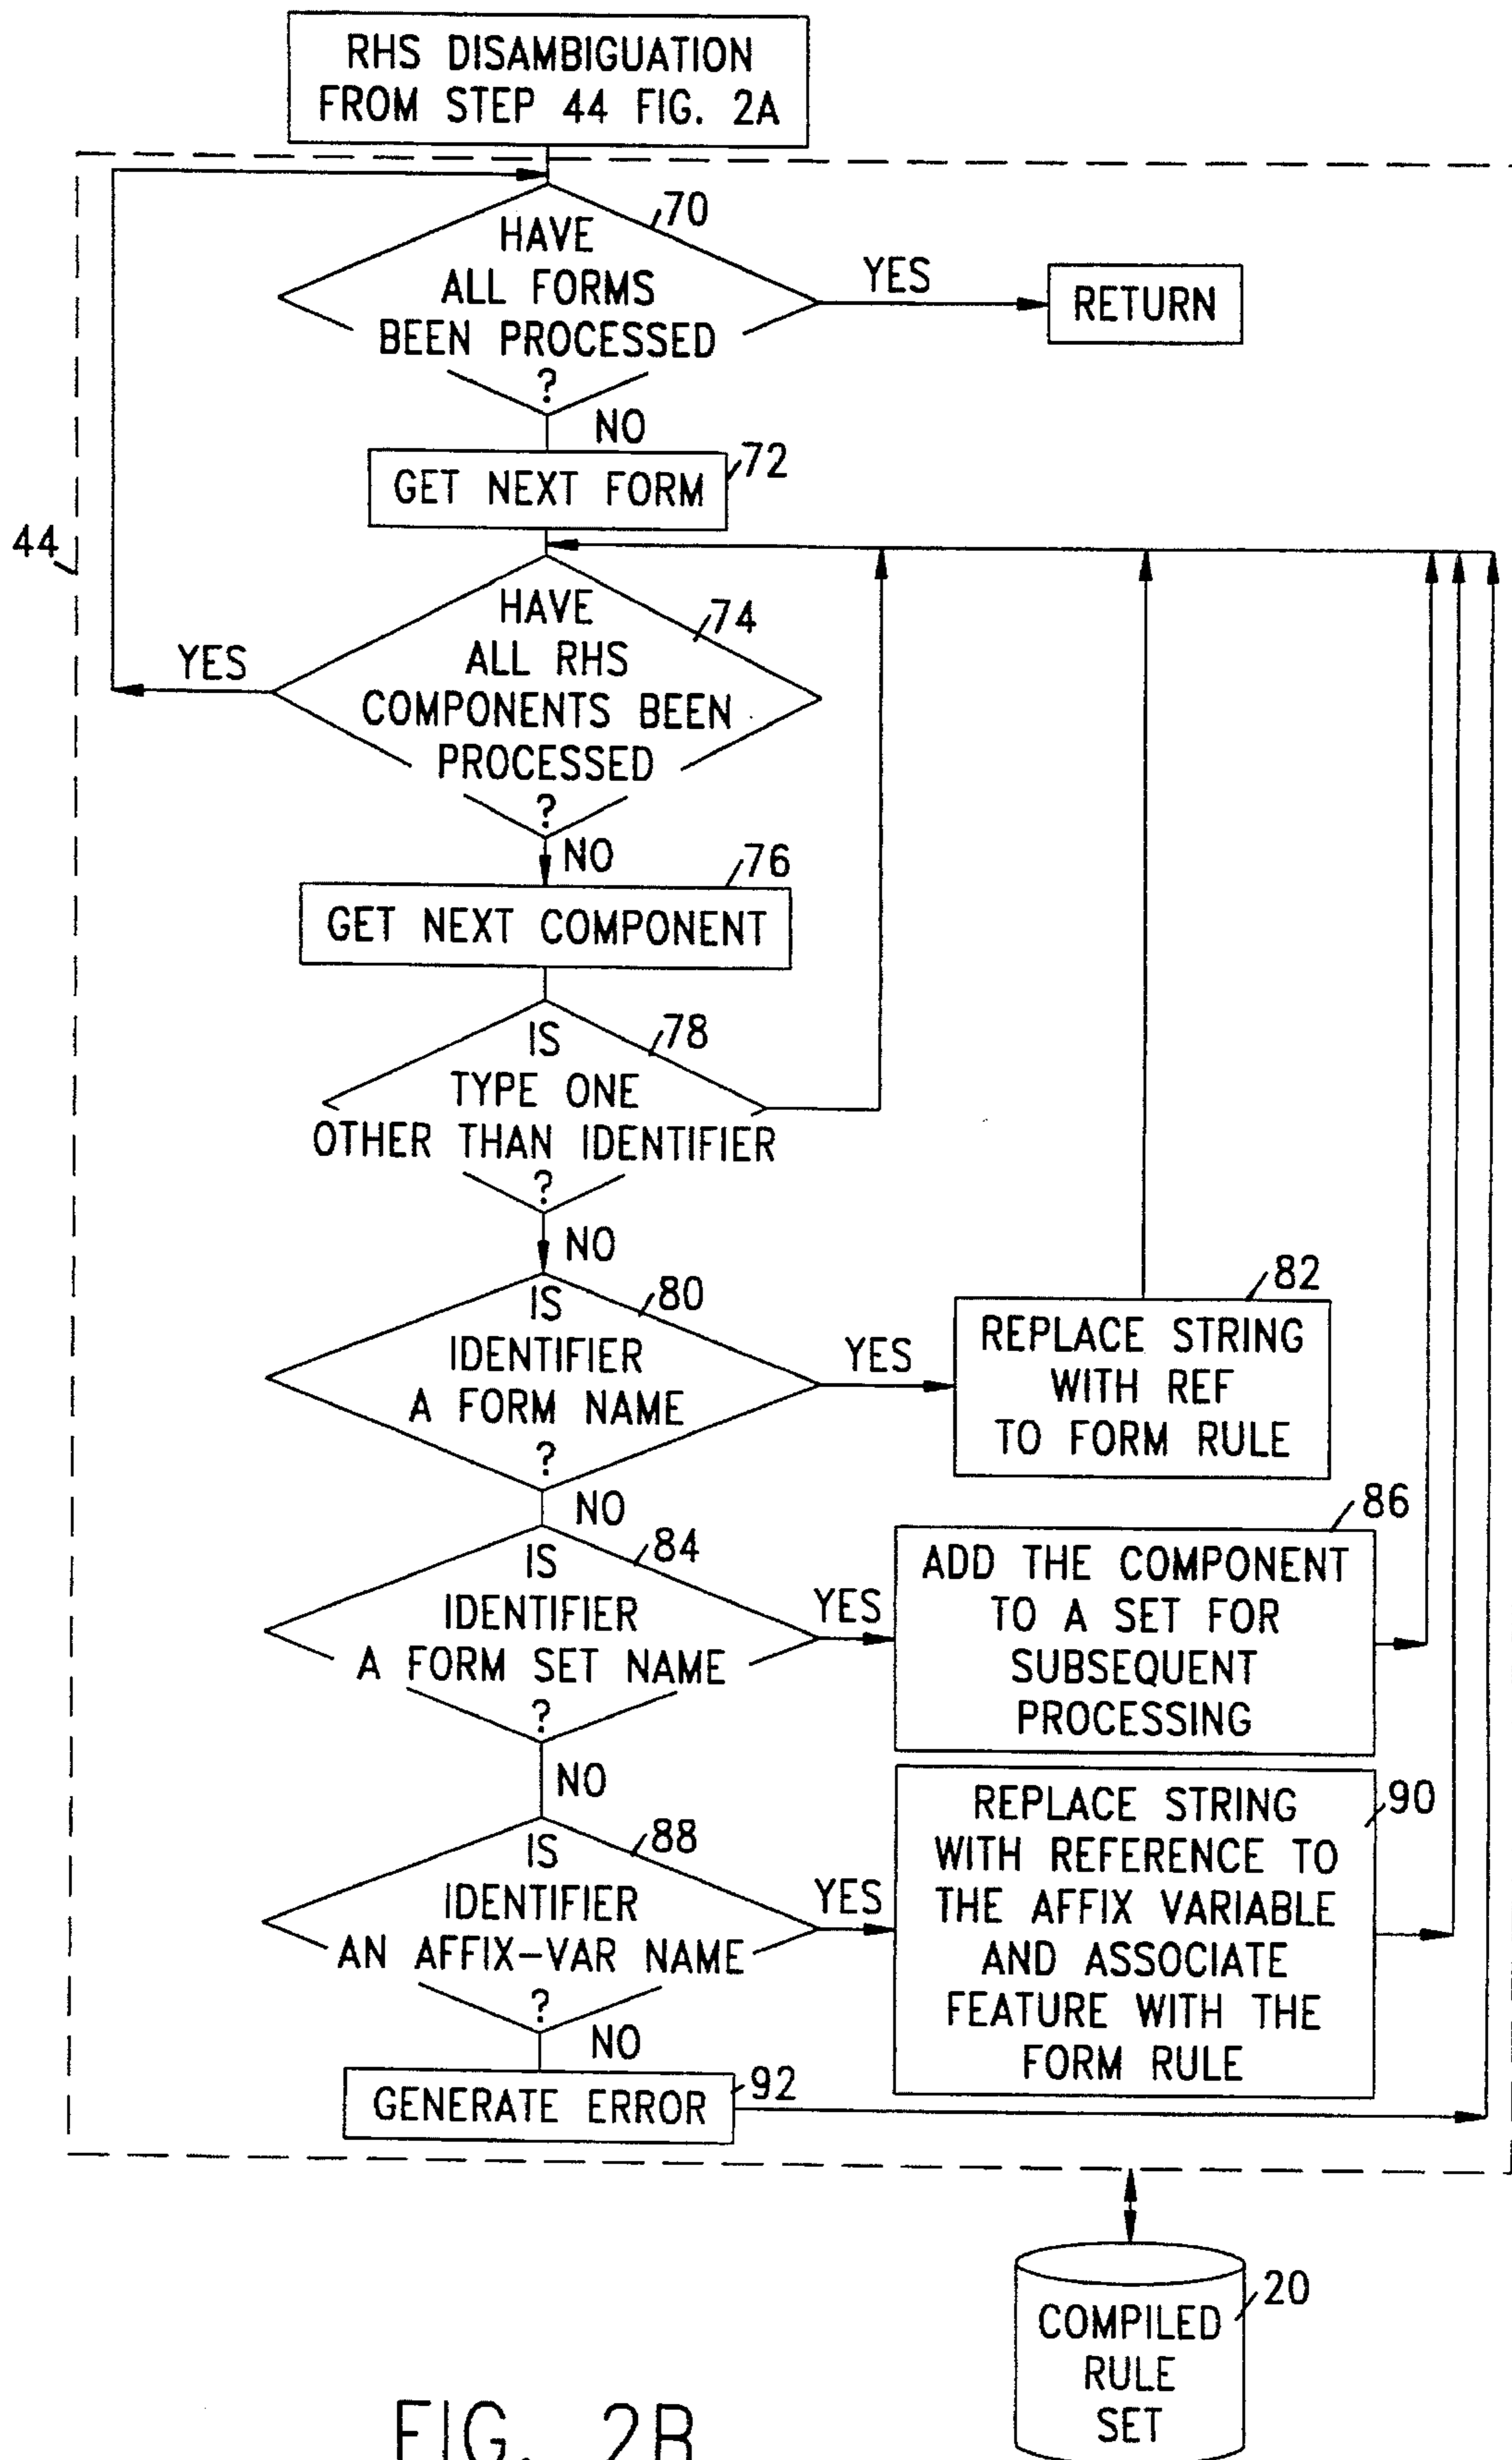 RHS DISAMBIGUATION
FROM STEP 44 FIG. 2A
70
HAVE
ALL FORMS
BEEN PROCESSED
?
YES
RETURN
NO
72
GET NEXT FORM
44
74
HAVE
ALL RHS
COMPONENTS BEEN
PROCESSED
?
YES
NO
76
GET NEXT COMPONENT
78
IS
TYPE ONE
OTHER THAN IDENTIFIER
?
NO
80
IS
IDENTIFIER
A FORM NAME
?
YES
82
REPLACE STRING
WITH REF
TO FORM RULE
NO
84
IS
IDENTIFIER
A FORM SET NAME
?
YES
86
ADD THE COMPONENT
TO A SET FOR
SUBSEQUENT
PROCESSING
NO
88
IS
IDENTIFIER
AN AFFIX-VAR NAME
?
YES
90
REPLACE STRING
WITH REFERENCE TO
THE AFFIX VARIABLE
AND ASSOCIATE
FEATURE WITH THE
FORM RULE
NO
92
GENERATE ERROR
20
COMPILED
RULE
SET
FIG. 2B